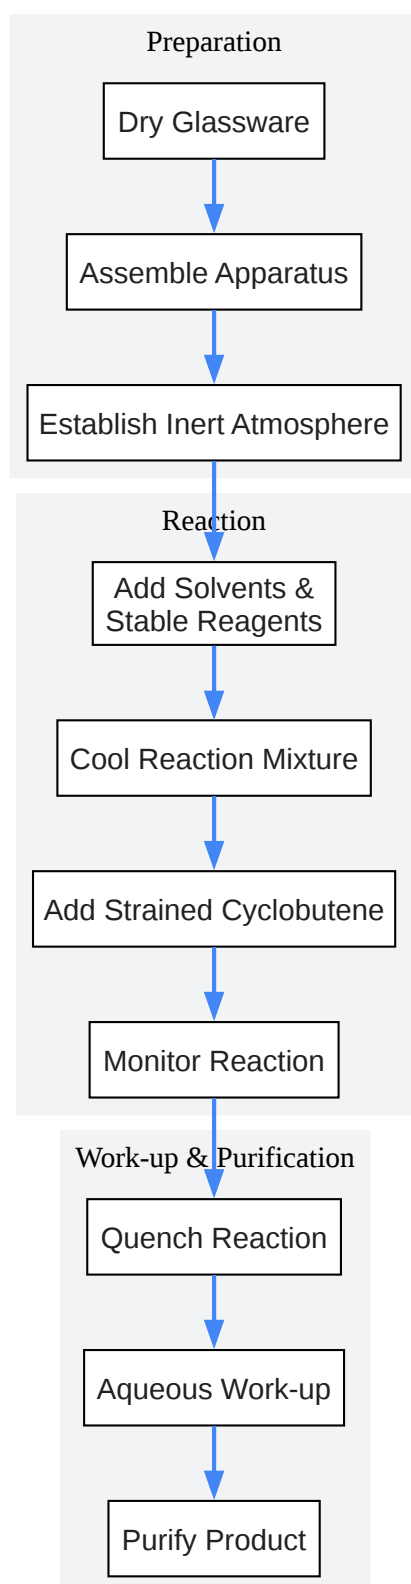 Preparation
Dry Glassware
Assemble Apparatus
Establish Inert Atmosphere
Reaction
Add Solvents &
Stable Reagents
Cool Reaction Mixture
Add Strained Cyclobutene
Monitor Reaction
Work-up & Purification
Quench Reaction
Aqueous Work-up
Purify Product